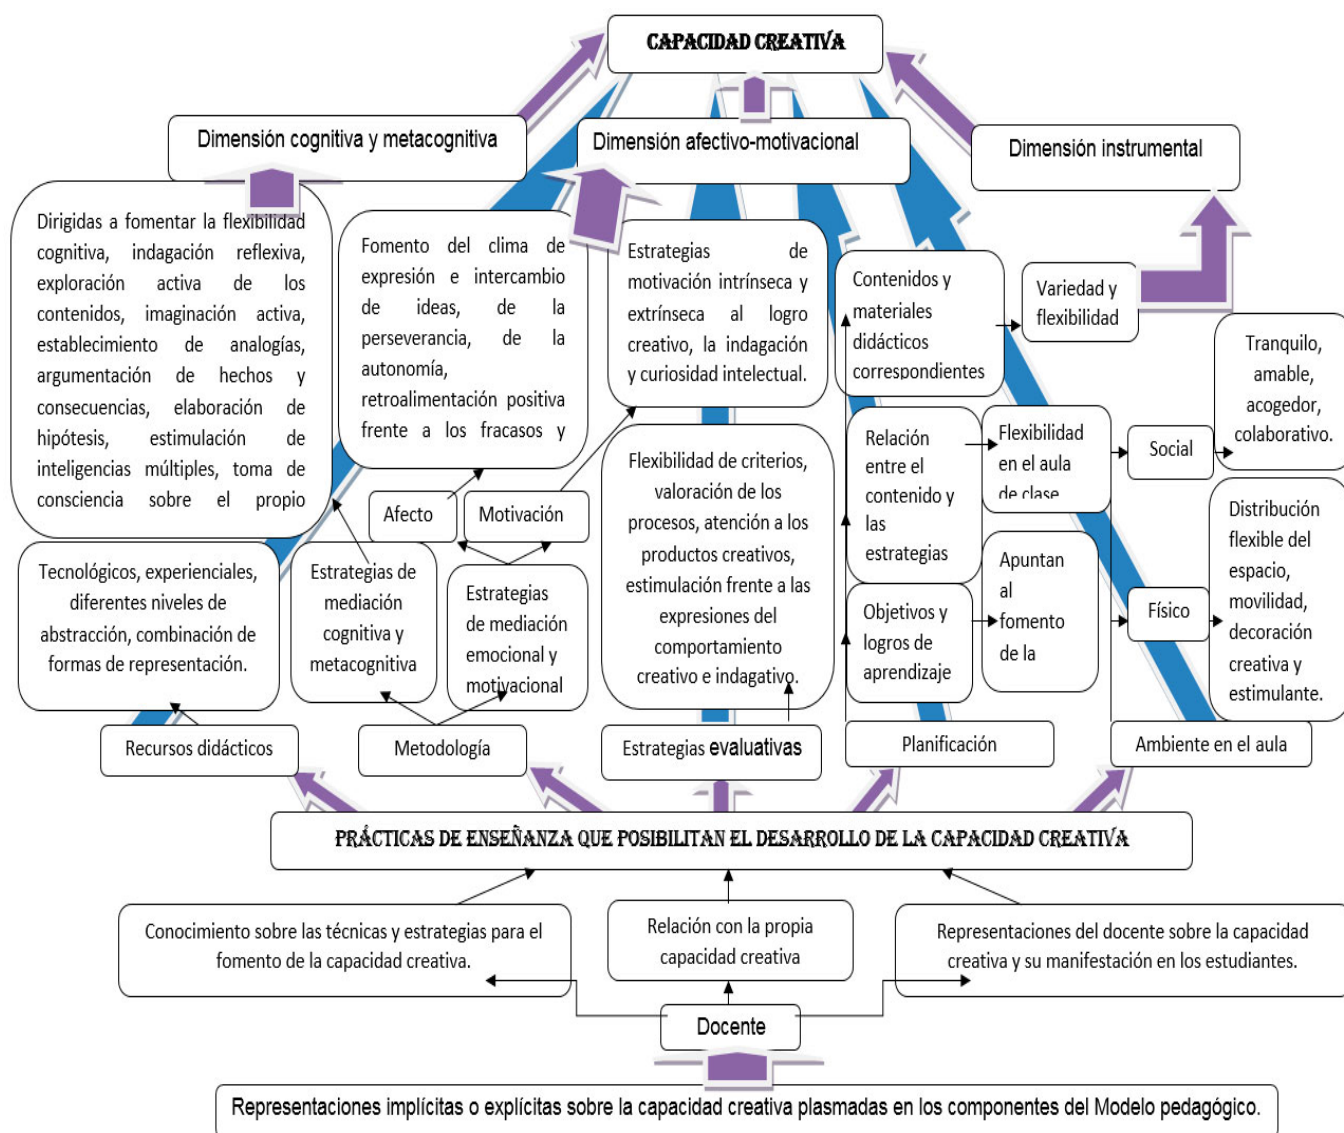 CAPACIDAD CREATIVA
Dimensión cognitiva y metacognitiva
Dimensión afectivo-motivacional
Dimensión instrumental
Dirigidas a fomentar la flexibilidad
cognitiva, indagación reflexiva,
exploración activa de los
contenidos, imaginación activa,
establecimiento de analogías,
argumentación de hechos y
consecuencias, elaboración de
hipótesis, estimulación de
inteligencias múltiples, toma de
consciencia sobre el propio
Fomento del clima de
expresión e intercambio
de ideas, de la
perseverancia, de la
autonomía,
retroalimentación positiva
frente a los fracasos y
Estrategias de
motivación intrínseca y
extrínseca al logro
creativo, la indagación
y curiosidad intelectual.
Contenidos y
materiales
didácticos
correspondientes
Variedad y
flexibilidad
Tranquilo,
amable,
acogedor,
colaborativo.
Relación
entre el
contenido y
las
estrategias
Flexibilidad
en el aula
de clase
Social
Flexibilidad de criterios,
valoración de los
procesos, atención a los
productos creativos,
estimulación frente a las
expresiones del
comportamiento
creativo e indagativo.
Afecto
Motivación
Distribución
flexible del
espacio,
movilidad,
decoración
creativa y
estimulante.
Tecnológicos, experienciales,
diferentes niveles de
abstracción, combinación de
formas de representación.
Estrategias de
mediación
cognitiva y
metacognitiva
Estrategias
de mediación
emocional y
motivacional
Objetivos y
logros de
aprendizaje
Apuntan
al
fomento
de la
Físico
Recursos didácticos
Metodología
Estrategias evaluativas
Planificación
Ambiente en el aula
PRÁCTICAS DE ENSEÑANZA QUE POSIBILITAN EL DESARROLLO DE LA CAPACIDAD CREATIVA
Conocimiento sobre las técnicas y estrategias para el
fomento de la capacidad creativa.
Relación con la propia
capacidad creativa
Representaciones del docente sobre la capacidad
creativa y su manifestación en los estudiantes.
Docente
Representaciones implícitas o explícitas sobre la capacidad creativa plasmadas en los componentes del Modelo pedagógico.